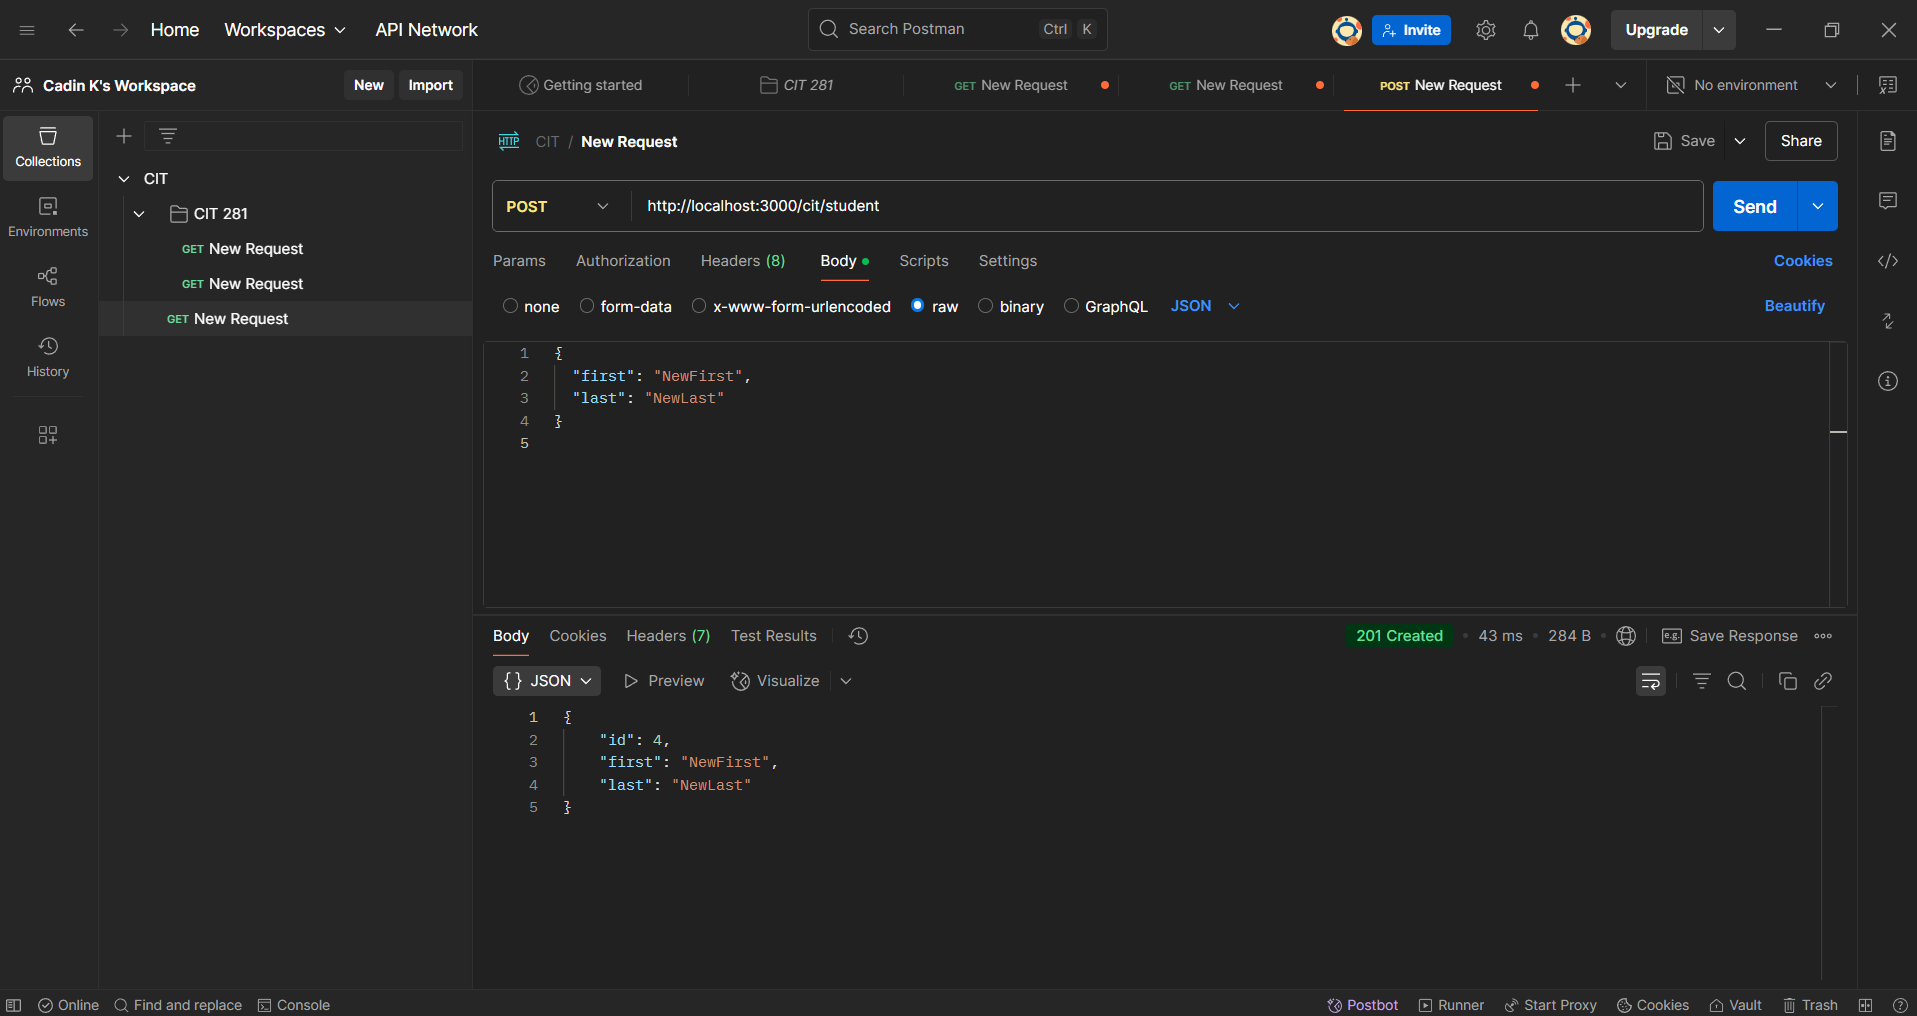 Home Workspaces API Network Search Postman Ctrl K Invite Upgrade
Cadin K's Workspace New Import Getting started CIT 281 GET New Request GET New Request POST New Request No environment
Collections
Environments
Flows
History
CIT
CIT 281
GET New Request
GET New Request
GET New Request
HTTP CIT / New Request Save Share
POST http://localhost:3000/cit/student Send
Params Authorization Headers (8) Body Scripts Settings Cookies
none form-data x-www-form-urlencoded raw binary GraphQL JSON Beautify
1 {
2 "first": "NewFirst",
3 "last": "NewLast"
4 }
5
Body Cookies Headers (7) Test Results 201 Created 43 ms 284 B e.g. Save Response
{} JSON Preview Visualize
1 {
2 "id": 4,
3 "first": "NewFirst",
4 "last": "NewLast"
5 }
Online Find and replace Console Postbot Runner Start Proxy Cookies Vault Trash